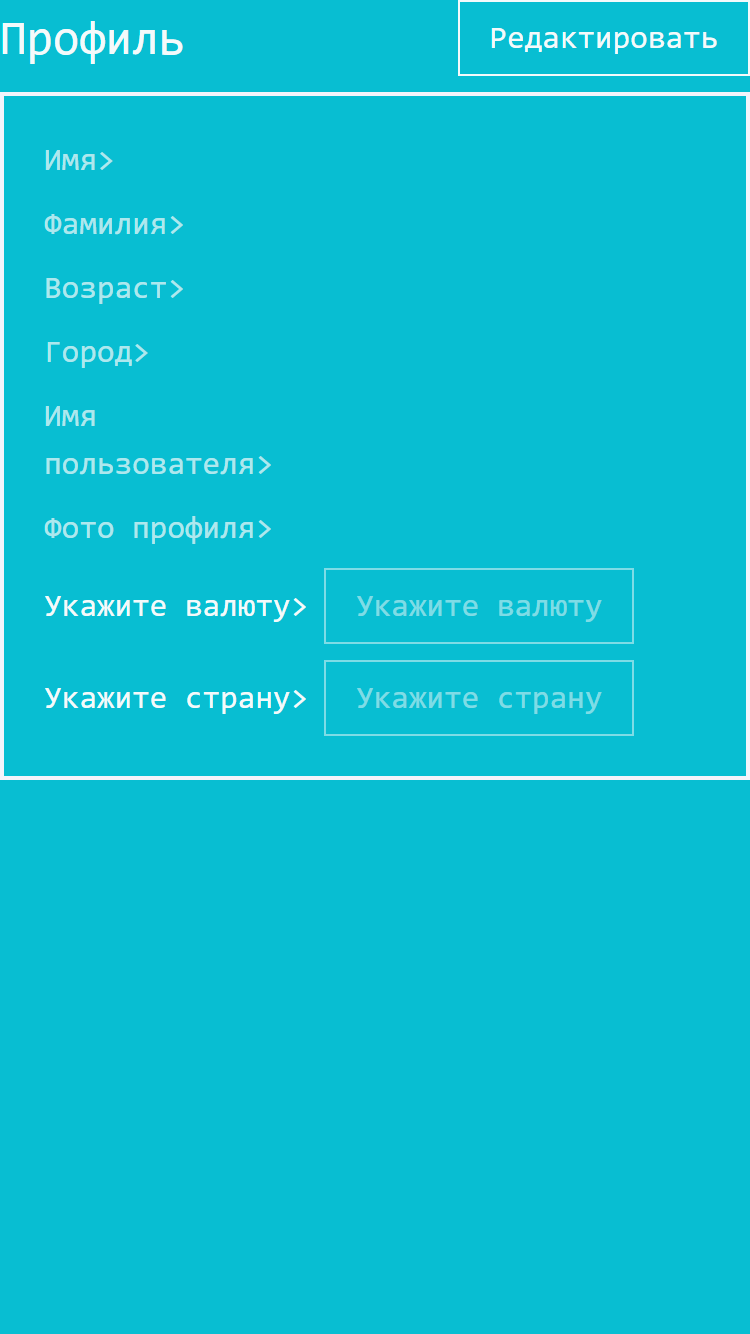 Профиль
Редактировать
Имя>
Фамилия>
Возраст>
Город>
Имя
пользователя>
Фото профиля>
Укажите валюту> Укажите валюту
Укажите страну> Укажите страну